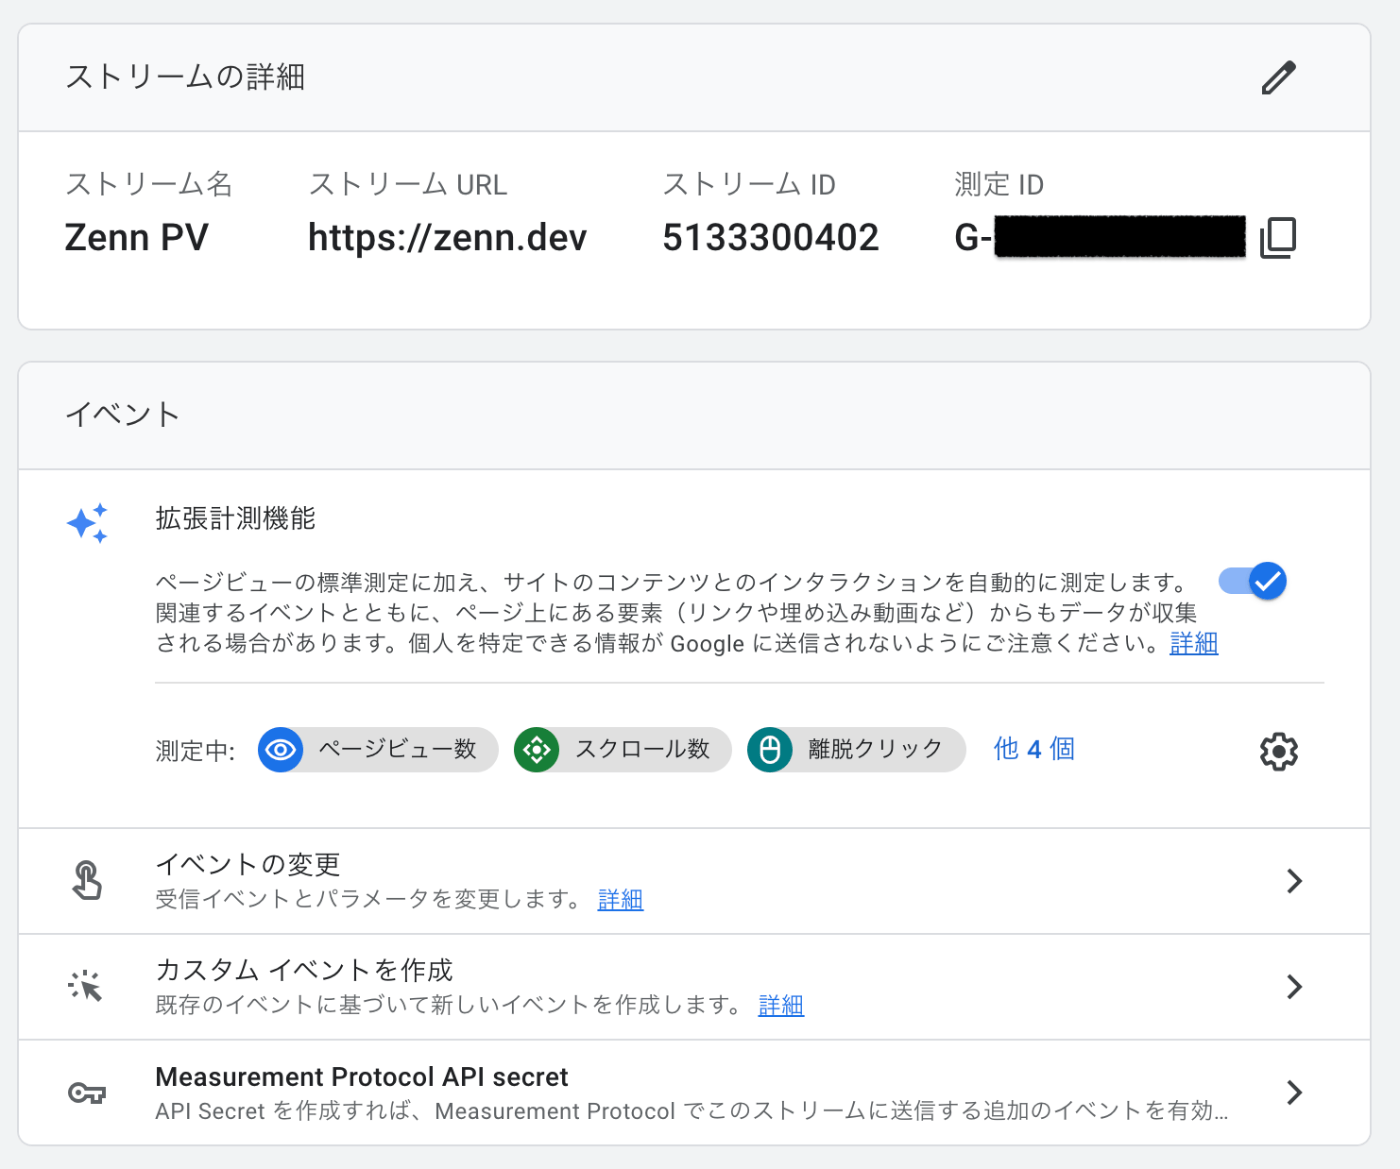 ストリームの詳細
ストリーム名
Zenn PV
ストリーム URL
https://zenn.dev
ストリーム ID
5133300402
測定 ID
G-
イベント
拡張計測機能
ページビューの標準測定に加え、サイトのコンテンツとのインタラクションを自動的に測定します。
関連するイベントとともに、ページ上にある要素（リンクや埋め込み動画など）からもデータが収集
される場合があります。個人を特定できる情報が Google に送信されないようにご注意ください。詳細
測定中: ページビュー数 スクロール数 離脱クリック 他 4 個
イベントの変更
受信イベントとパラメータを変更します。 詳細
カスタム イベントを作成
既存のイベントに基づいて新しいイベントを作成します。 詳細
Measurement Protocol API secret
API Secret を作成すれば、Measurement Protocol でこのストリームに送信する追加のイベントを有効...